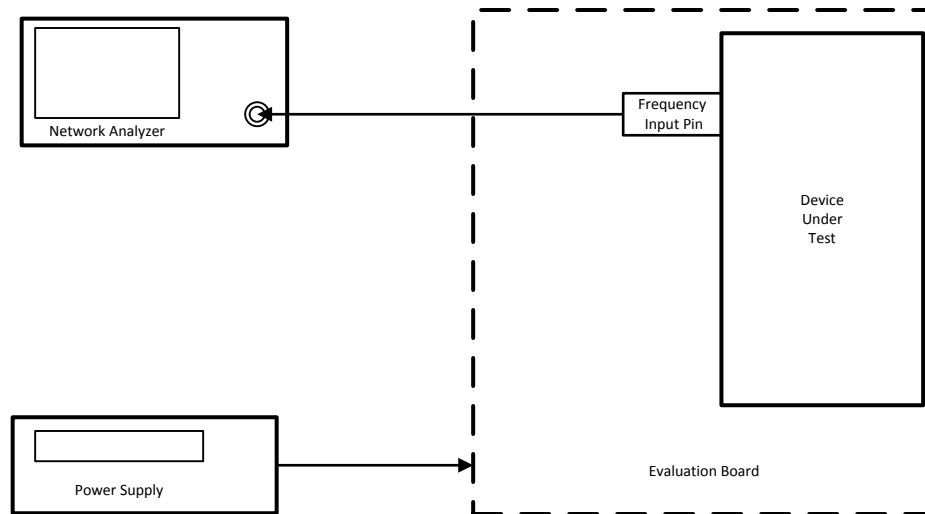 Network Analyzer
Frequency
Input Pin
Device
Under
Test
Power Supply
Evaluation Board